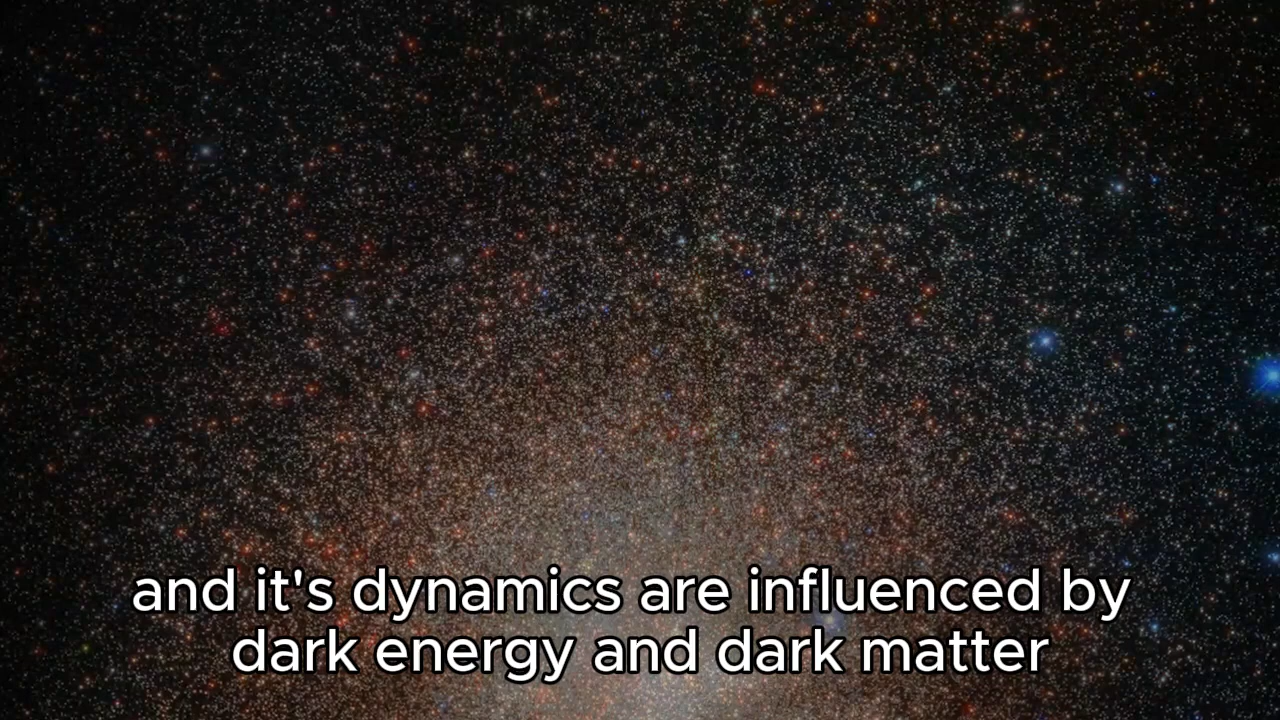 and it's dynamics are influenced by
dark energy and dark matter